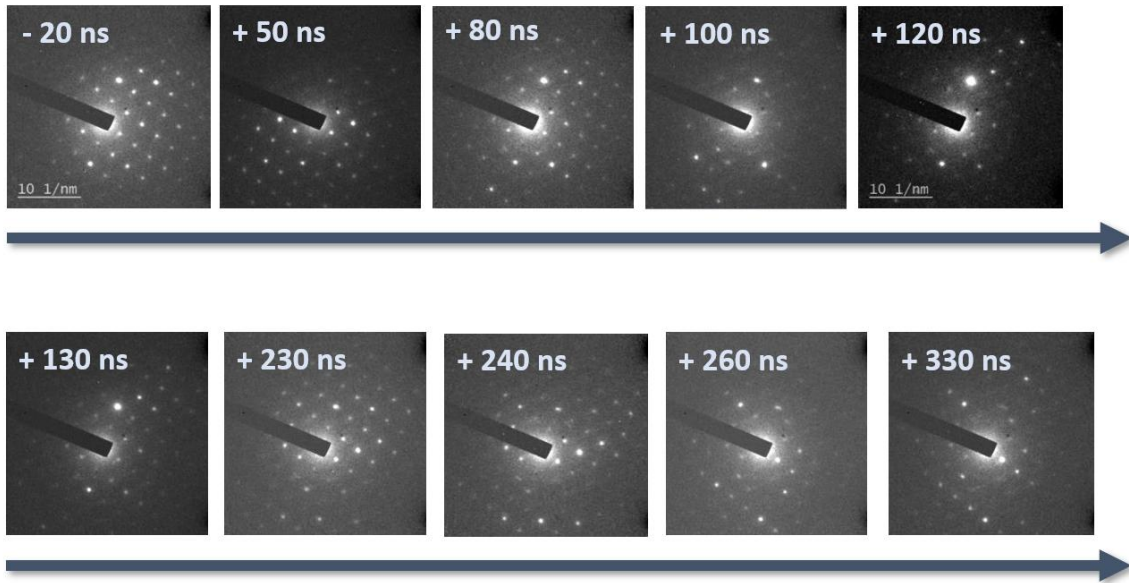 - 20 ns
+ 50 ns
+ 80 ns
+ 100 ns
+ 120 ns
10 1/nm
10 1/nm
+ 130 ns
+ 230 ns
+ 240 ns
+ 260 ns
+ 330 ns